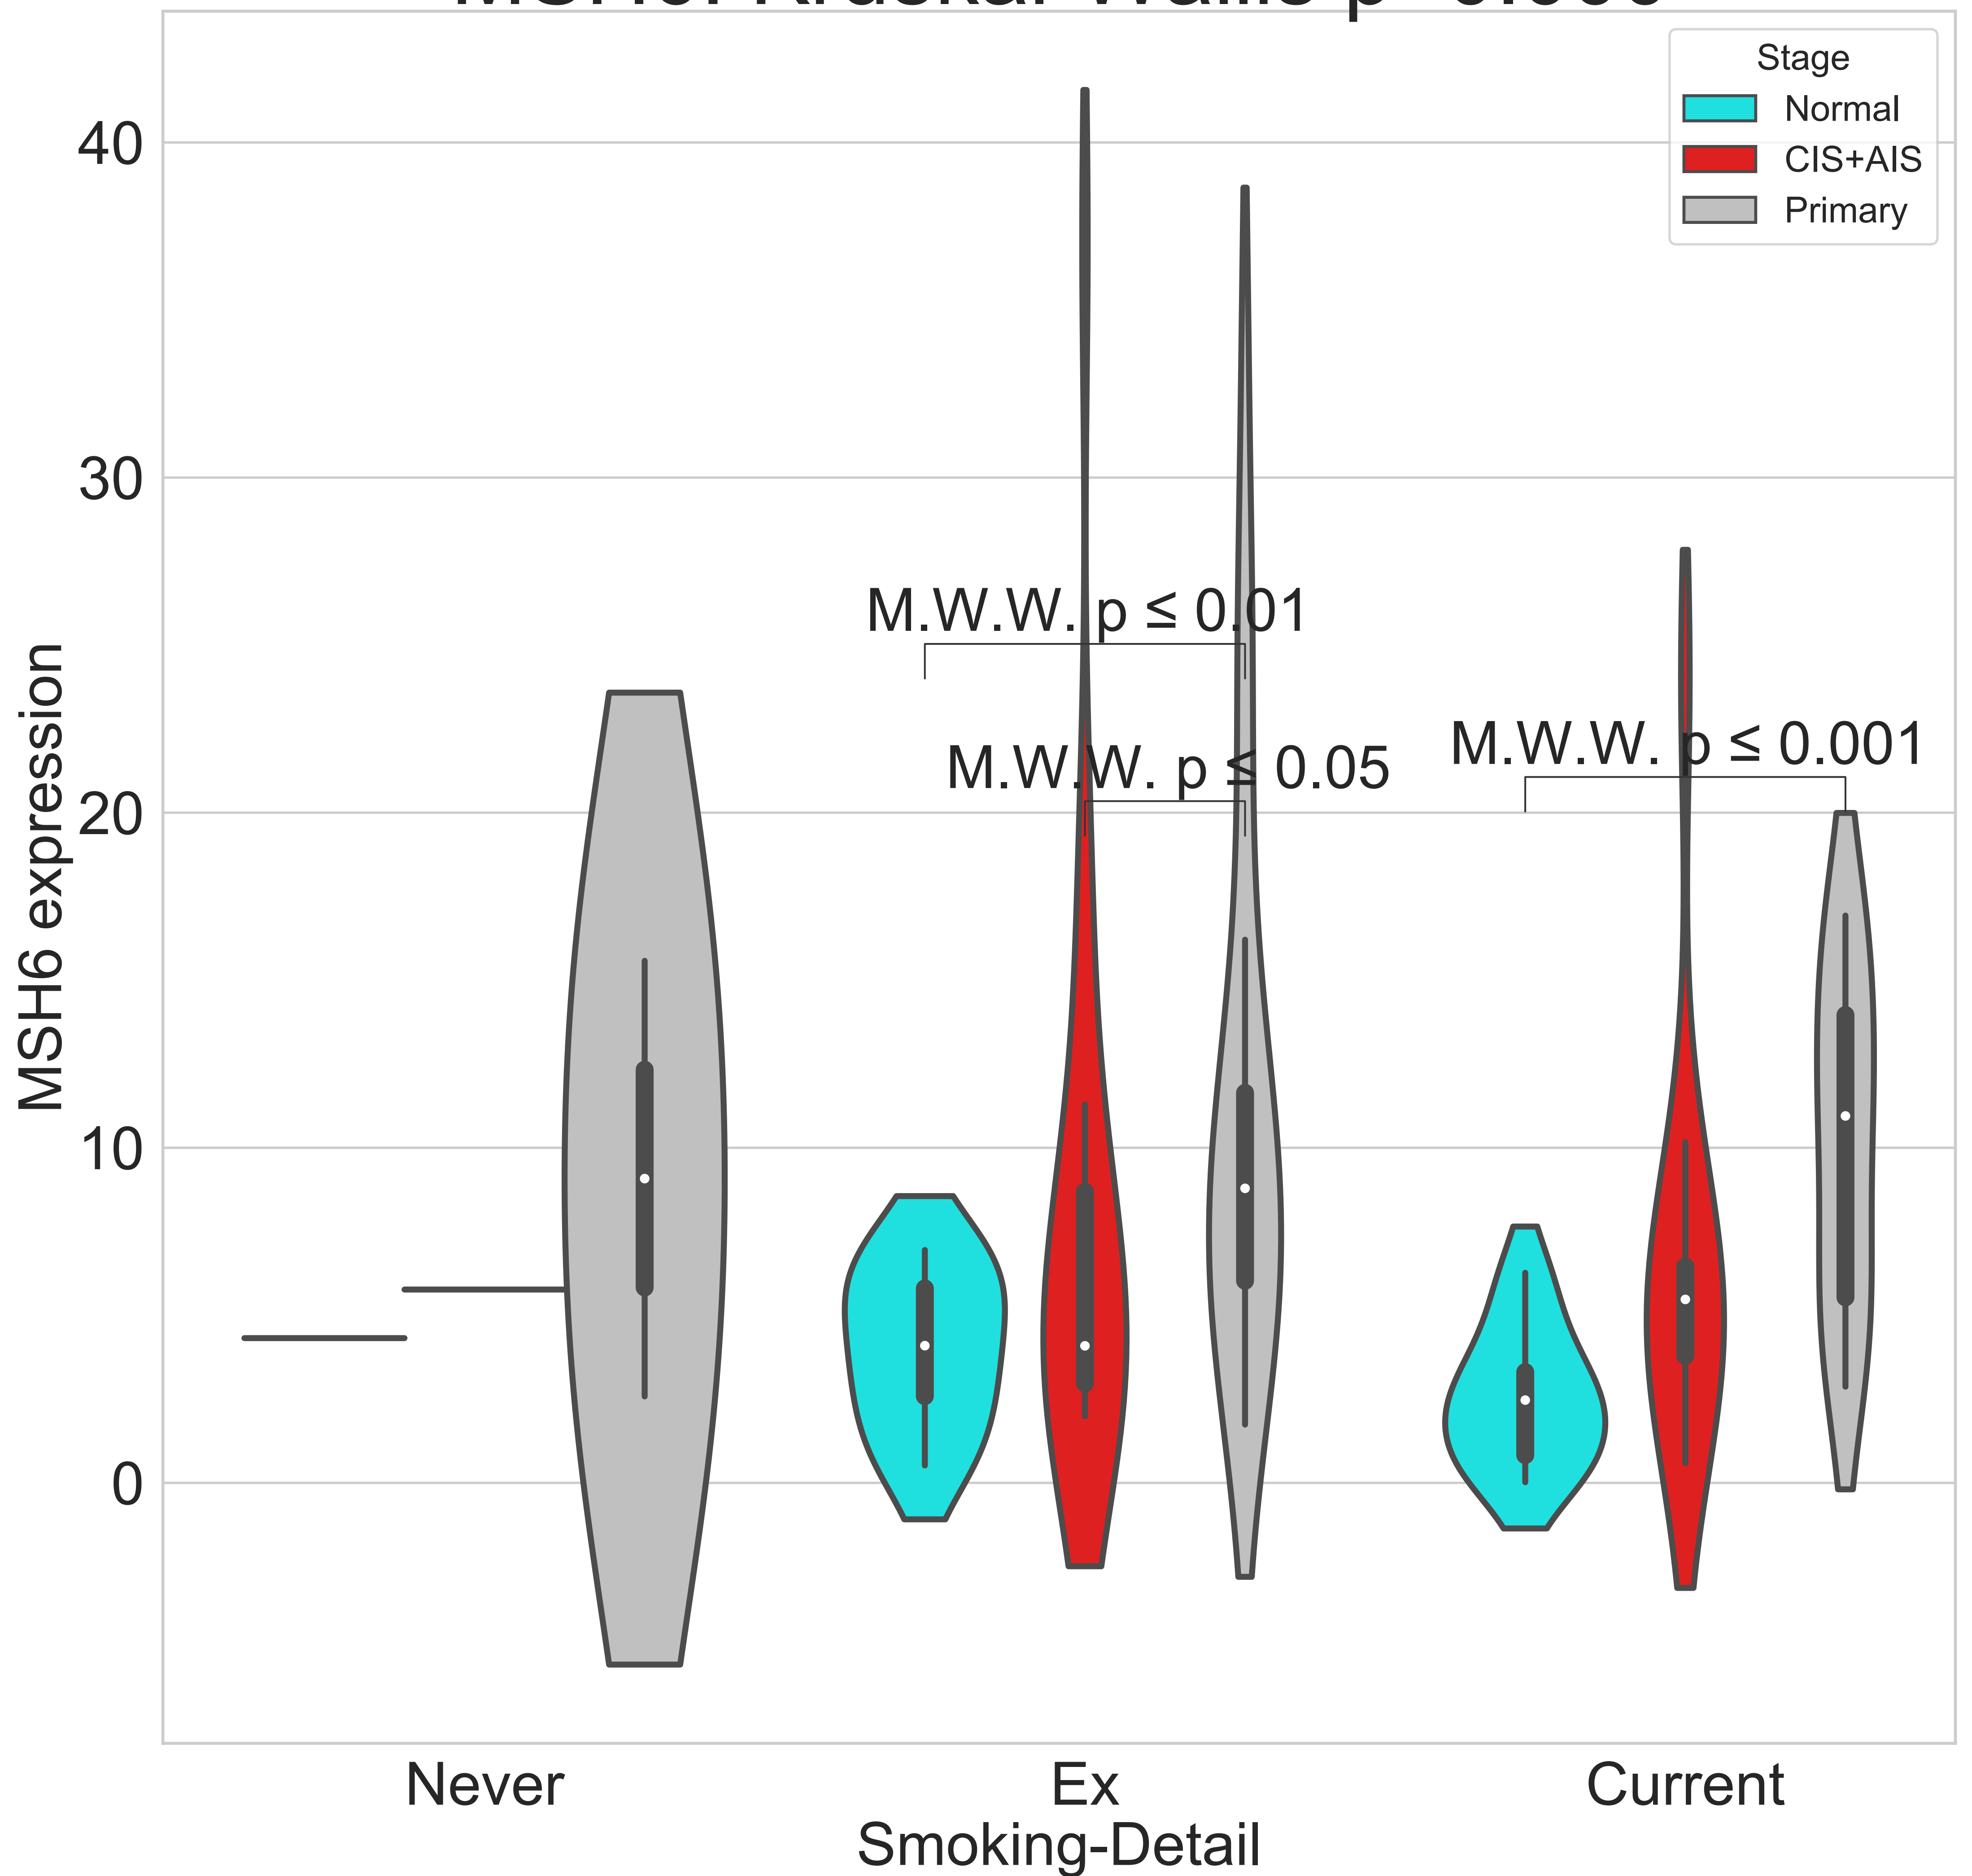 Stage
Normal
CIS+AIS
Primary
40
30
20
10
0
MSH6 expression
M.W.W. p ≤ 0.01
M.W.W. p ≤ 0.05
M.W.W. p ≤ 0.001
Never
Ex
Current
Smoking-Detail